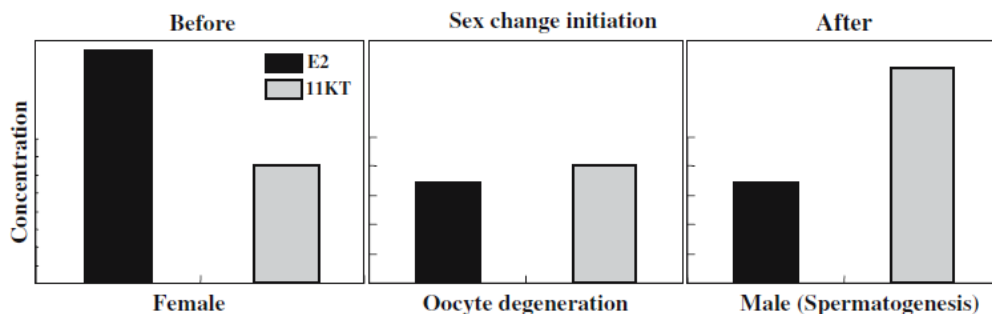 Before
Sex change initiation
After
E2
11KT
Concentration
Female
Oocyte degeneration
Male (Spermatogenesis)